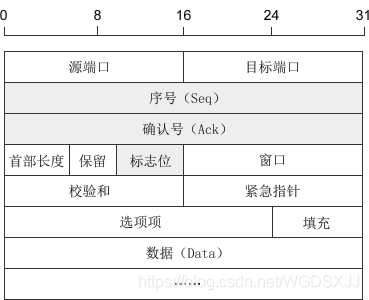 0 8 16 24 31
源端口 目标端口
序号（Seq）
确认号（Ack）
首部长度 保留 标志位 窗口
校验和 紧急指针
选项项 填充
数据（Data）
......
https://blog.csdn.net/WGDSXJJ